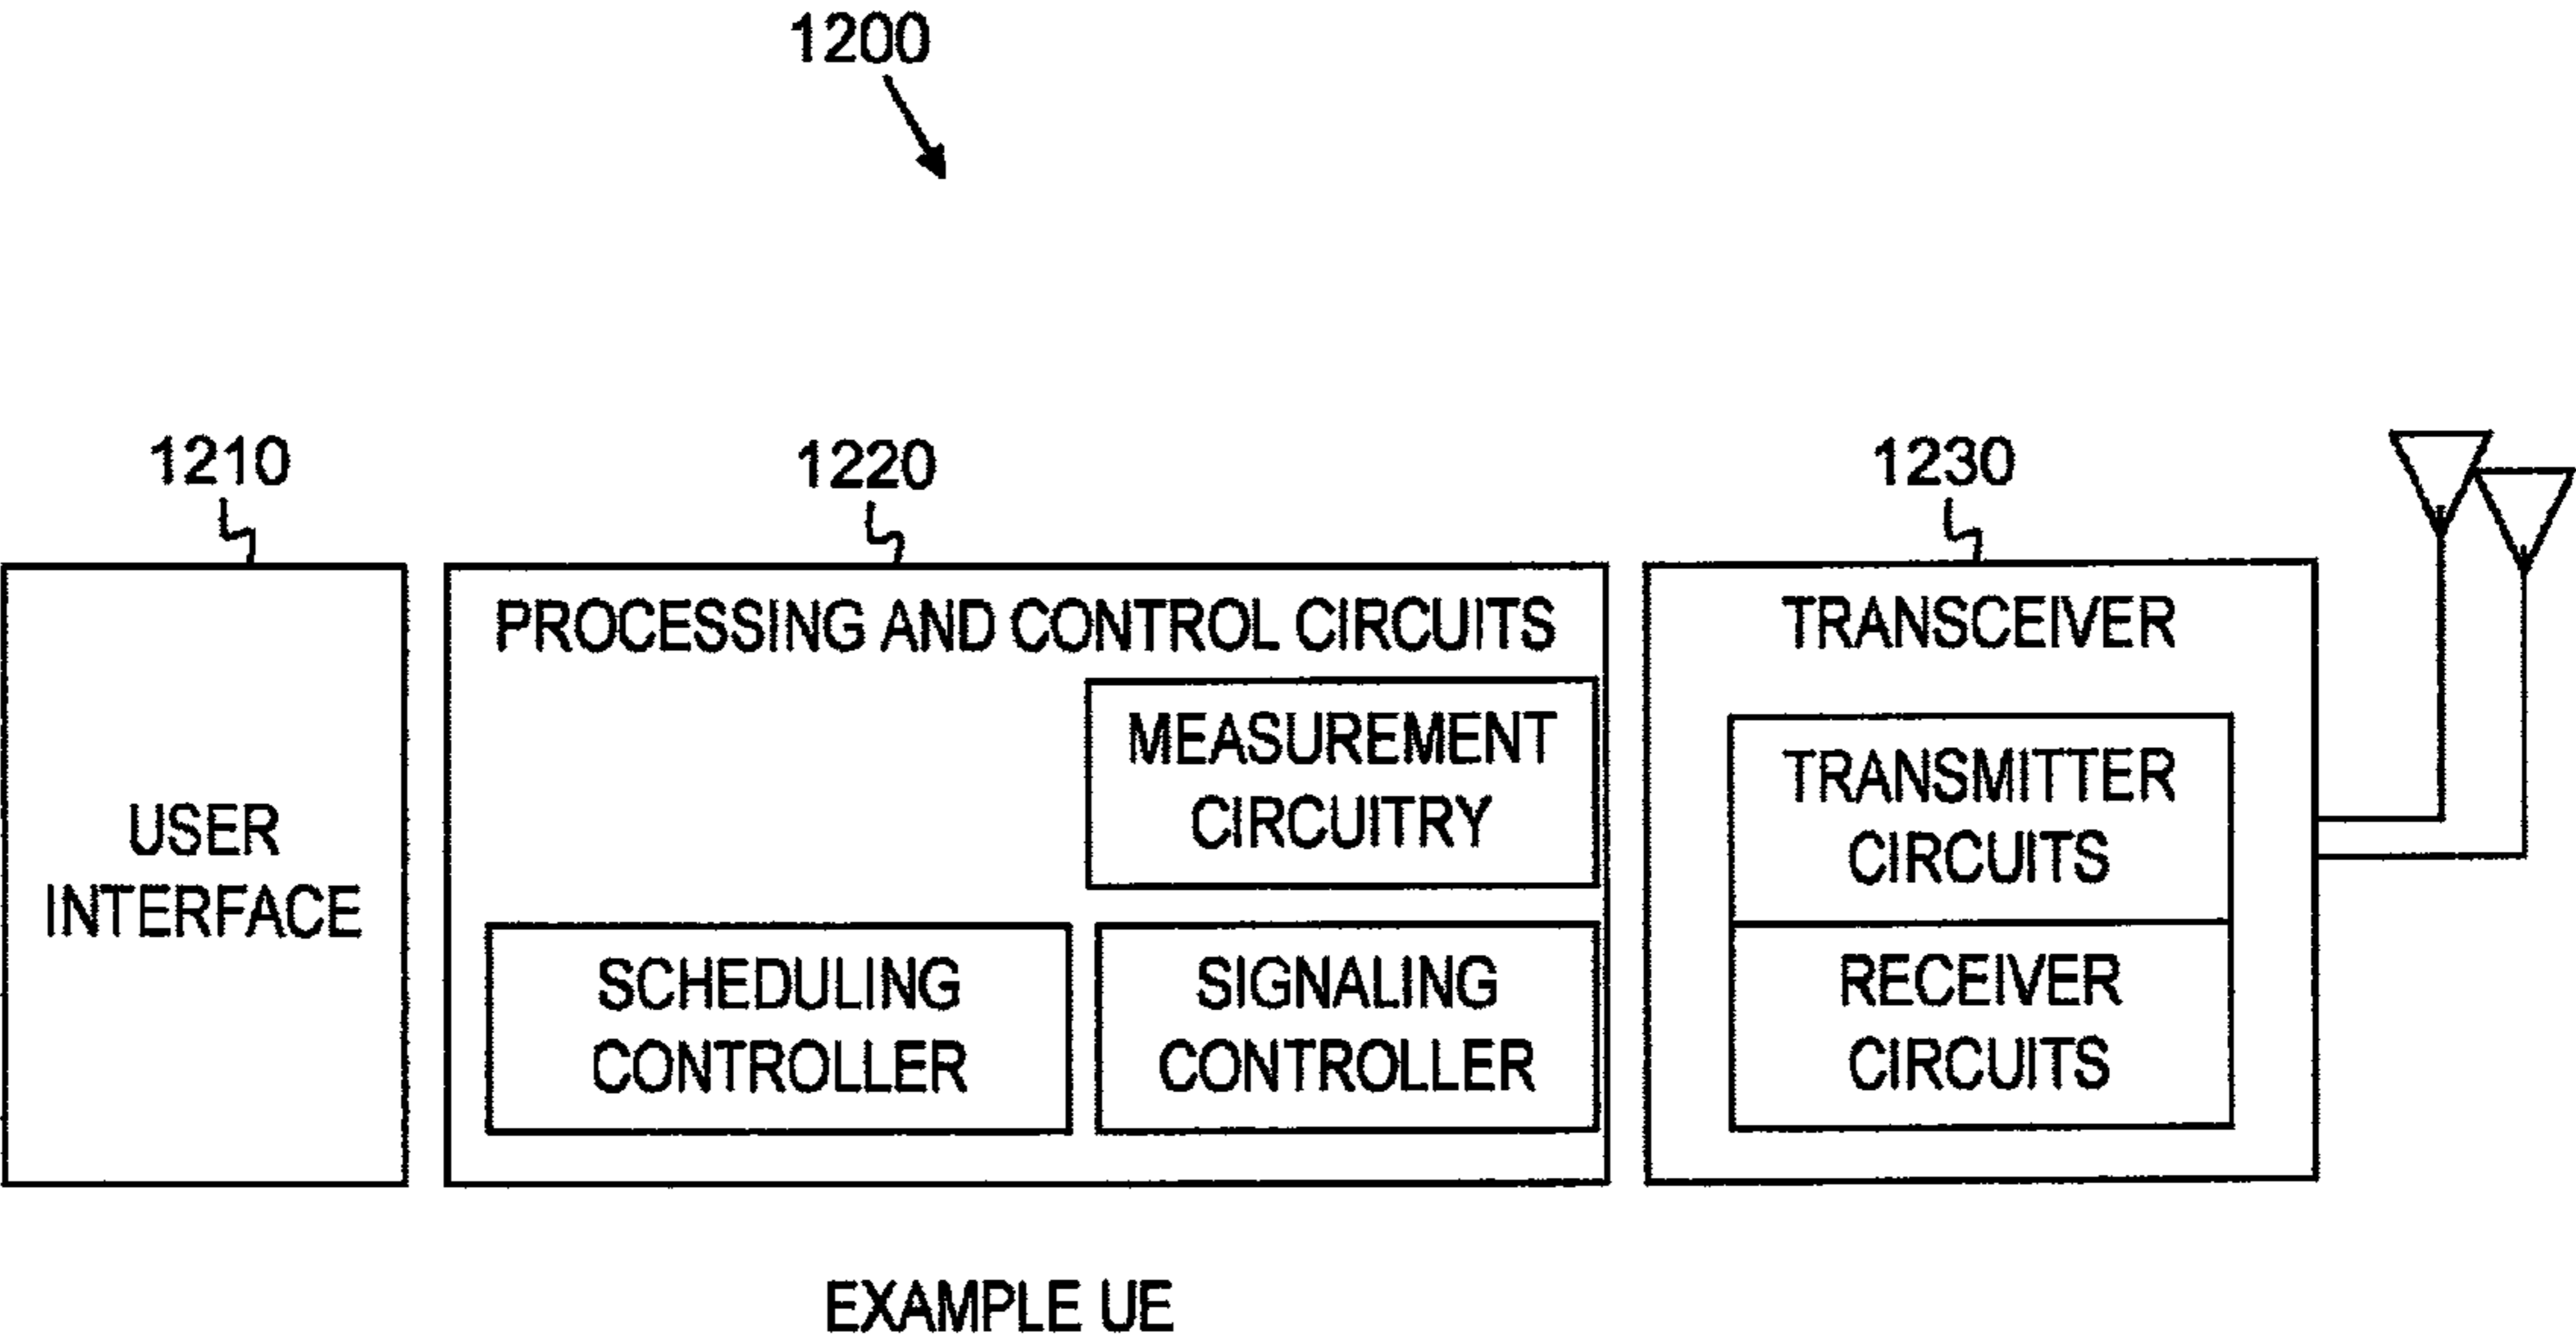 1200
1210
1220
1230
USER
INTERFACE
PROCESSING AND CONTROL CIRCUITS
MEASUREMENT
CIRCUITRY
SCHEDULING
CONTROLLER
SIGNALING
CONTROLLER
TRANSCEIVER
TRANSMITTER
CIRCUITS
RECEIVER
CIRCUITS
EXAMPLE UE